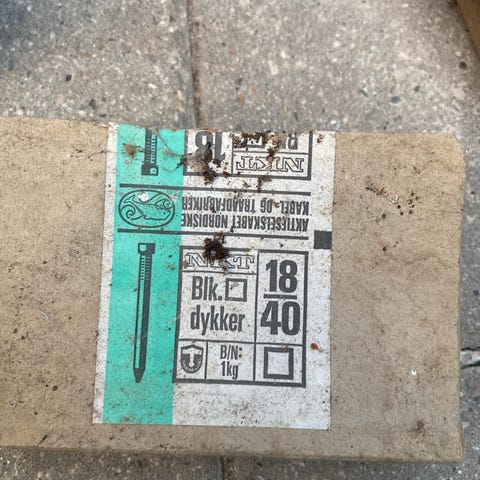 18
NKT
AKTIESELSKABET NORDISKE
KABEL- OG TRAADFABRIKER
NKT
Blk.
dykker
18
40
B/N:
1kg